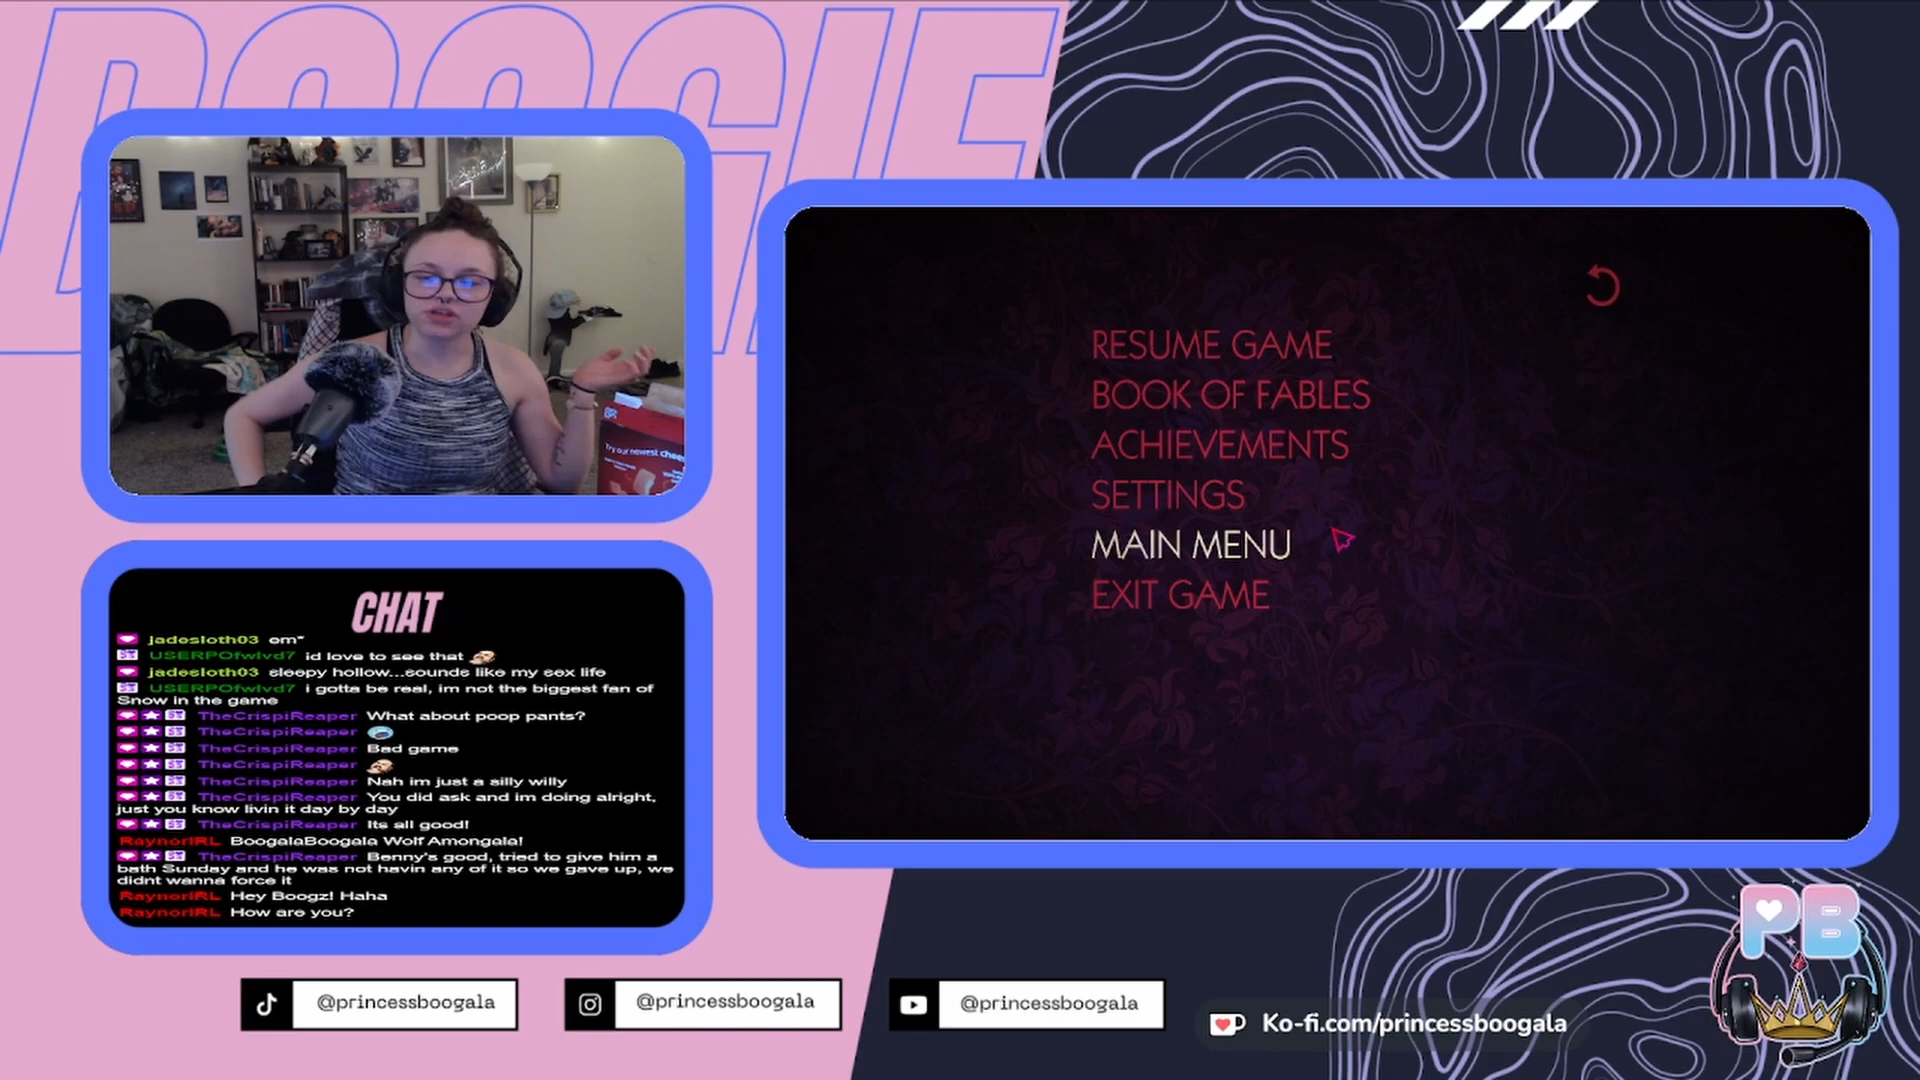 BOOGIE
RESUME GAME
BOOK OF FABLES
ACHIEVEMENTS
SETTINGS
MAIN MENU
EXIT GAME
Try our newest chee
CHAT
jadesloth03 em*
USERPOfwlvd7 id love to see that
jadesloth03 sleepy hollow...sounds like my sex life
USERPOfwlvd7 i gotta be real, im not the biggest fan of
Snow in the game
TheCrispiReaper What about poop pants?
TheCrispiReaper
TheCrispiReaper Bad game
TheCrispiReaper
TheCrispiReaper Nah im just a silly willy
TheCrispiReaper You did ask and im doing alright,
just you know livin it day by day
TheCrispiReaper Its all good!
RaynorIRL BoogalaBoogala Wolf Amongala!
TheCrispiReaper Benny's good, tried to give him a
bath Sunday and he was not havin any of it so we gave up, we
didnt wanna force it
RaynorIRL Hey Boogz! Haha
RaynorIRL How are you?
@princessboogala
@princessboogala
@princessboogala
Ko-fi.com/princessboogala
PB